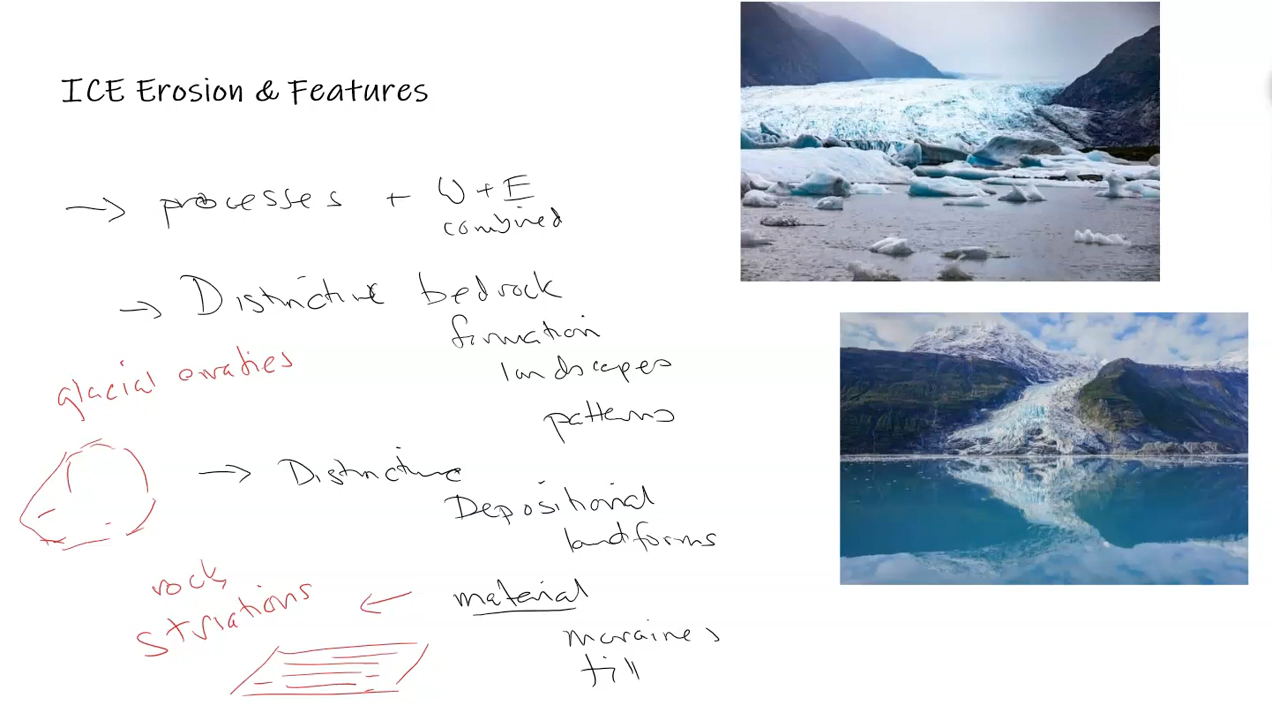 ICE Erosion & Features
→ processes + W + E
combined
→ Distinctive bedrock
formation
landscapes
patterns
glacial erraties
→ Distinctive
Depositional
landforms
rock
striations
← material
moraines
till